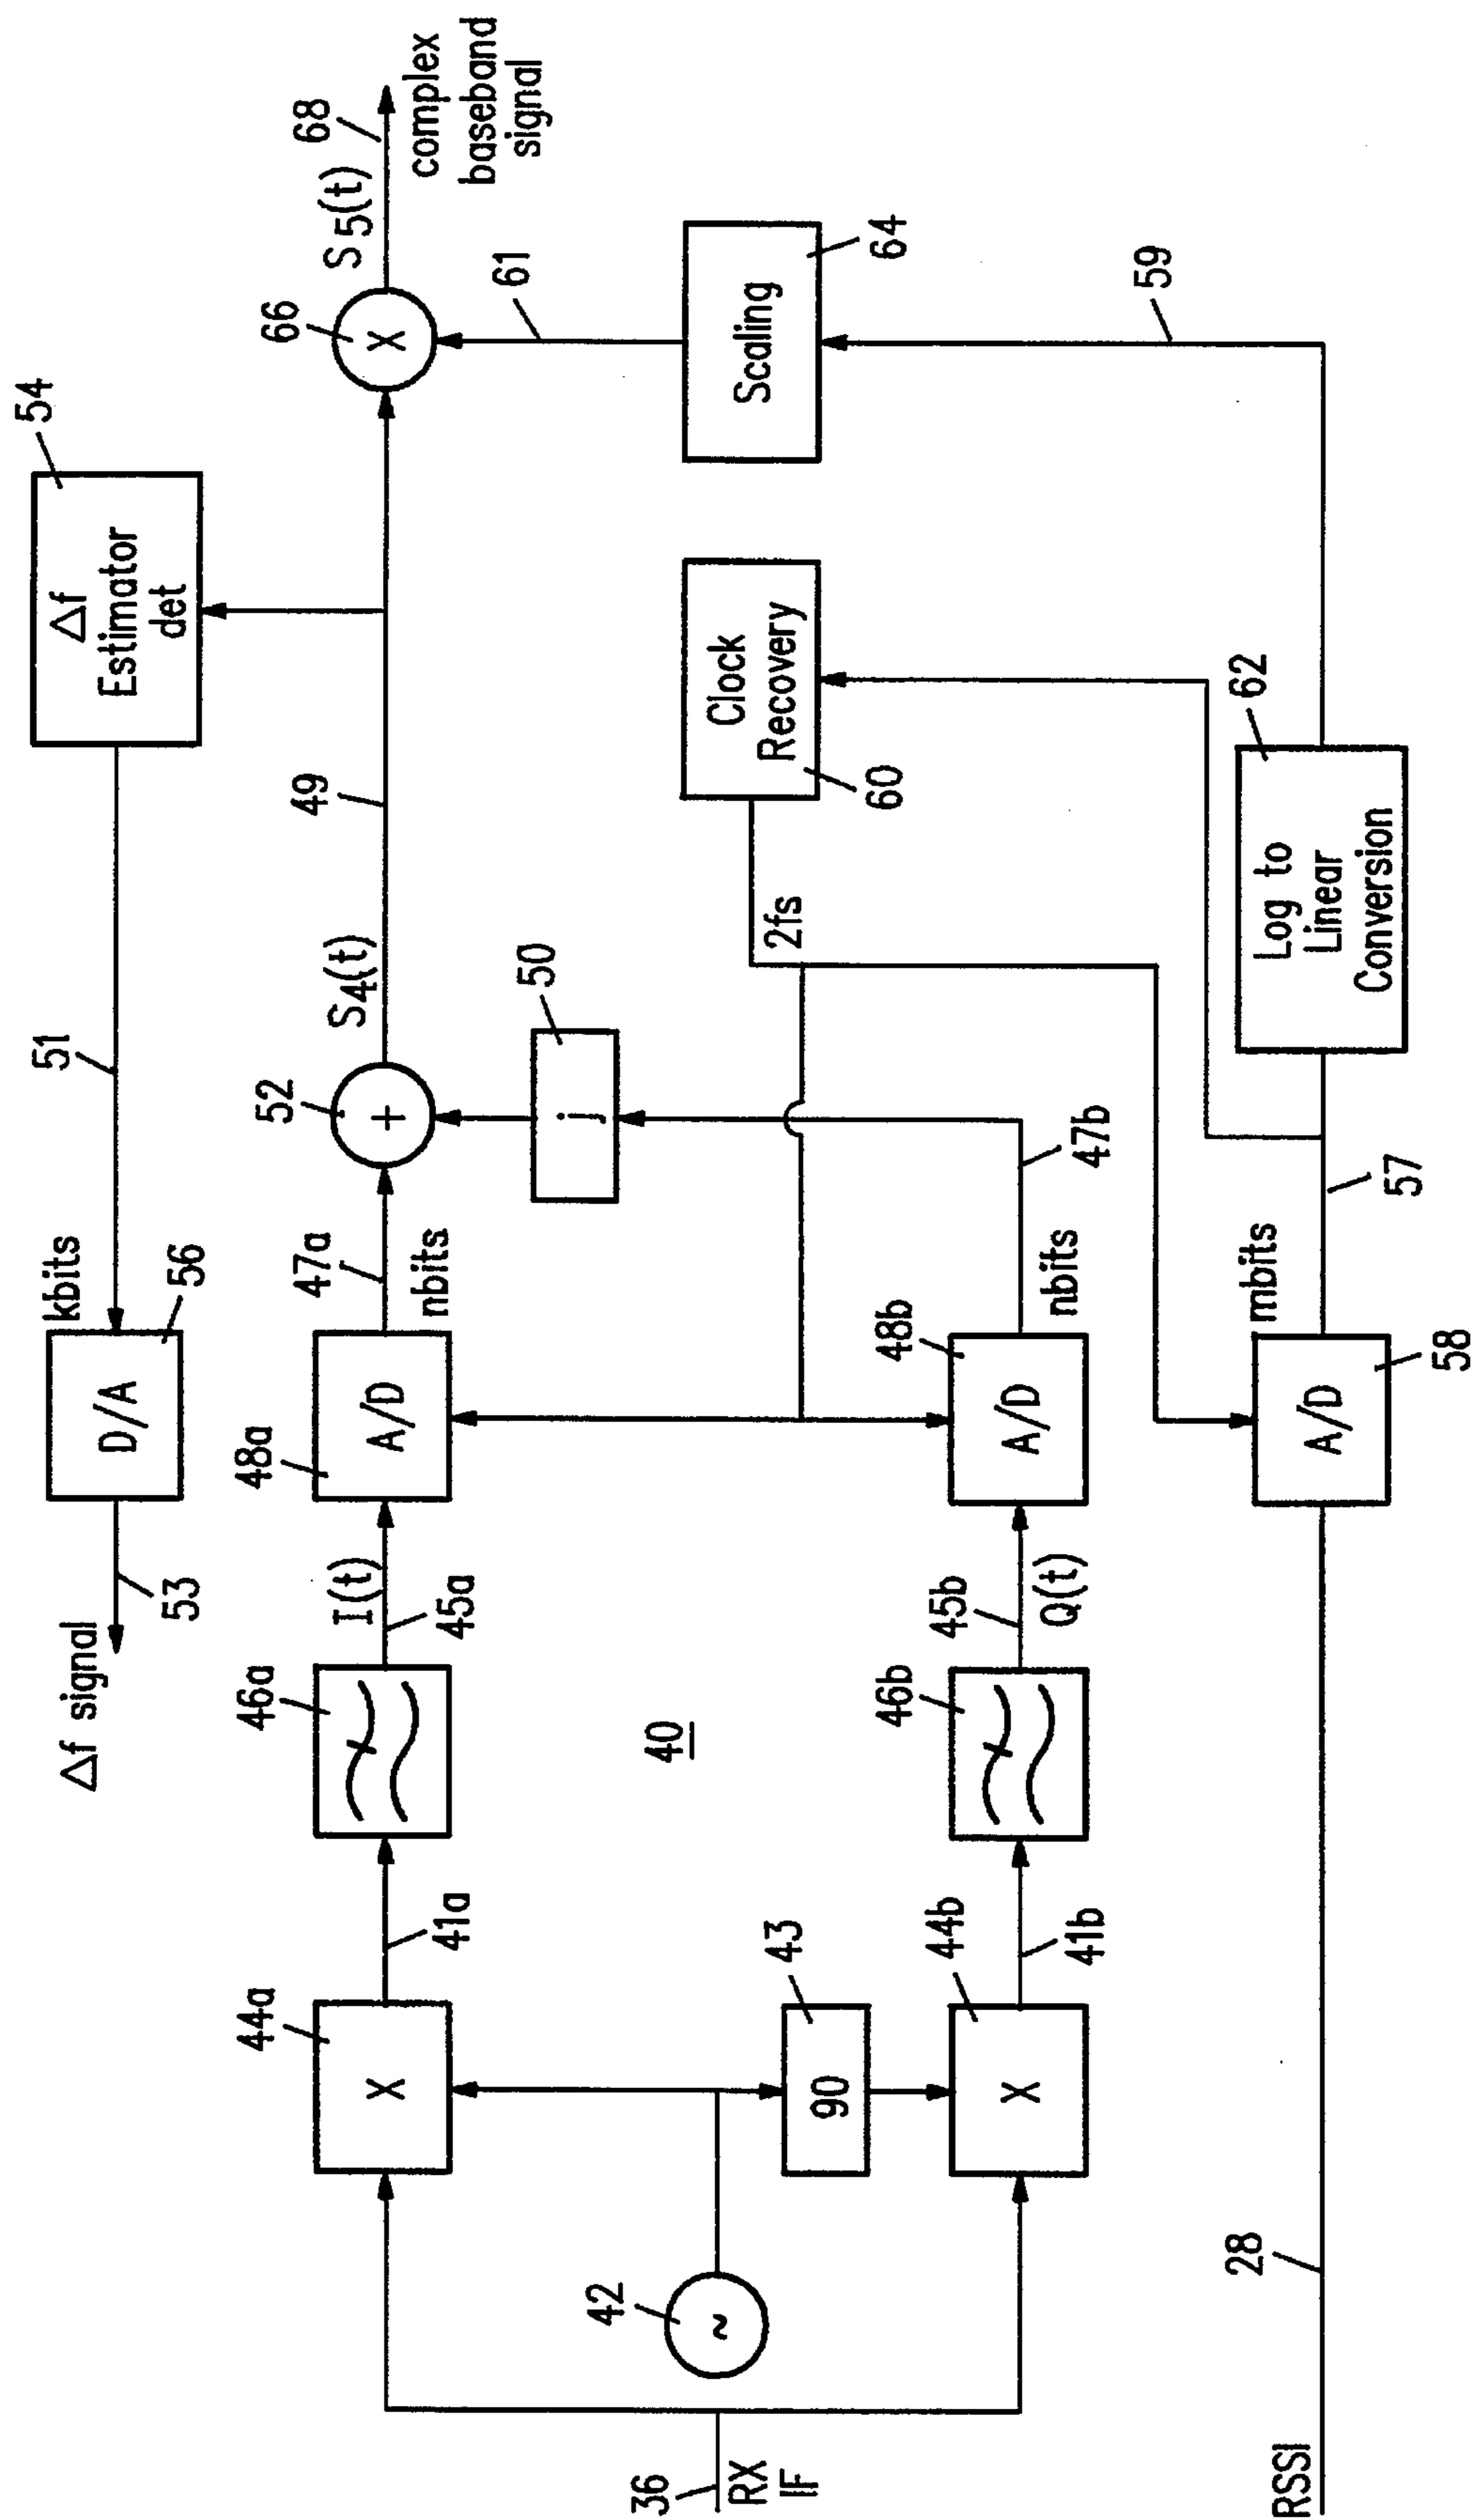 Δf signal
53
D/A
56
kbits
51
Δf
Estimator
det
54
36
RX
IF
42
~
44a
X
41a
46a
I(t)
45a
48a
A/D
47a
nbits
52
+
S4(t)
49
66
X
S5(t)
68
complex
baseband
signal
90
43
40
50
j
2fs
Clock
Recovery
60
61
Scaling
64
44b
X
41b
46b
45b
Q(t)
48b
A/D
nbits
47b
RSSI
28
A/D
58
mbits
57
Log to
Linear
Conversion
62
59